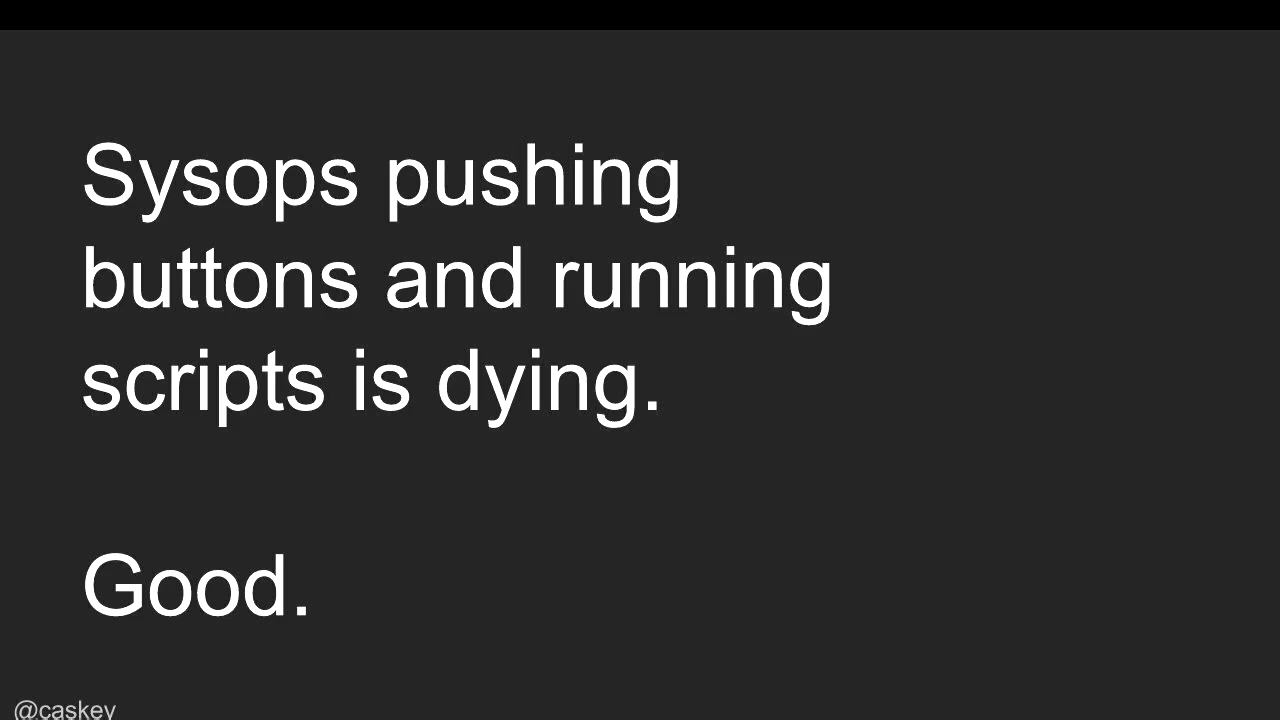 Sysops pushing
buttons and running
scripts is dying.
Good.
@caskey